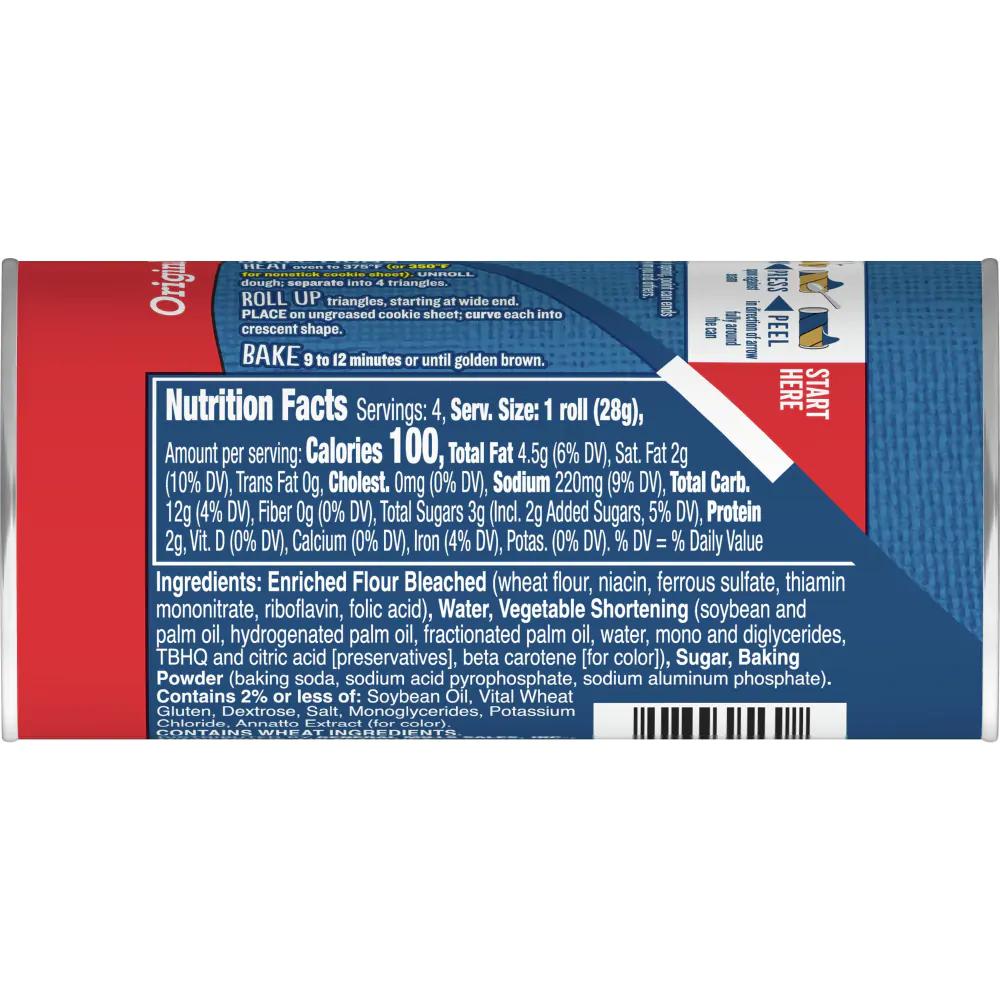 Origin
HEAT oven to 375°F (or 350°F
for nonstick cookie sheet). UNROLL
dough; separate into 4 triangles.
ROLL UP triangles, starting at wide end.
PLACE on ungreased cookie sheet; curve each into
crescent shape.
BAKE 9 to 12 minutes or until golden brown.
PEEL
in direction of arrow
fully around
the can
START
HERE
Nutrition Facts Servings: 4, Serv. Size: 1 roll (28g),
Amount per serving: Calories 100, Total Fat 4.5g (6% DV), Sat. Fat 2g
(10% DV), Trans Fat 0g, Cholest. 0mg (0% DV), Sodium 220mg (9% DV), Total Carb.
12g (4% DV), Fiber 0g (0% DV), Total Sugars 3g (Incl. 2g Added Sugars, 5% DV), Protein
2g, Vit. D (0% DV), Calcium (0% DV), Iron (4% DV), Potas. (0% DV). % DV = % Daily Value
Ingredients: Enriched Flour Bleached (wheat flour, niacin, ferrous sulfate, thiamin
mononitrate, riboflavin, folic acid), Water, Vegetable Shortening (soybean and
palm oil, hydrogenated palm oil, fractionated palm oil, water, mono and diglycerides,
TBHQ and citric acid [preservatives], beta carotene [for color]), Sugar, Baking
Powder (baking soda, sodium acid pyrophosphate, sodium aluminum phosphate).
Contains 2% or less of: Soybean Oil, Vital Wheat
Gluten, Dextrose, Salt, Monoglycerides, Potassium
Chloride, Annatto Extract (for color).
CONTAINS WHEAT INGREDIENTS.